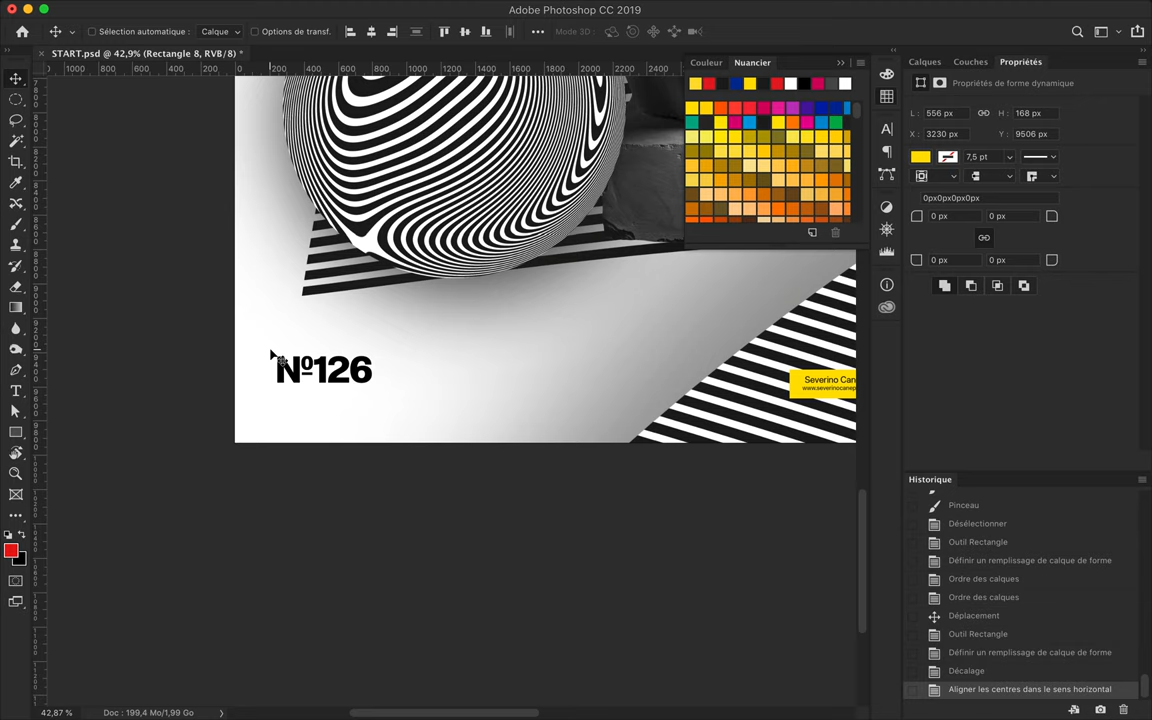 Adobe Photoshop CC 2019
Sélection automatique :
Calque
Options de transf.
Mode 3D :
START.psd @ 42,9% (Rectangle 8, RVB/8) *
1000
800
600
400
200
0
200
400
600
800
1000
1200
1400
1600
1800
2000
2200
2400
2600
Couleur
Nuancier
Calques
Couches
Propriétés
Propriétés de forme dynamique
L : 556 px
H : 168 px
X : 3230 px
Y : 9506 px
7,5 pt
0px0px0px0px
0 px
0 px
0 px
0 px
Nº126
Severino Can
www.severinocanep
Historique
Pinceau
Désélectionner
Outil Rectangle
Définir un remplissage de calque de forme
Ordre des calques
Ordre des calques
Déplacement
Outil Rectangle
Définir un remplissage de calque de forme
Décalage
Aligner les centres dans le sens horizontal
42,87 %
Doc : 199,4 Mo/1,99 Go